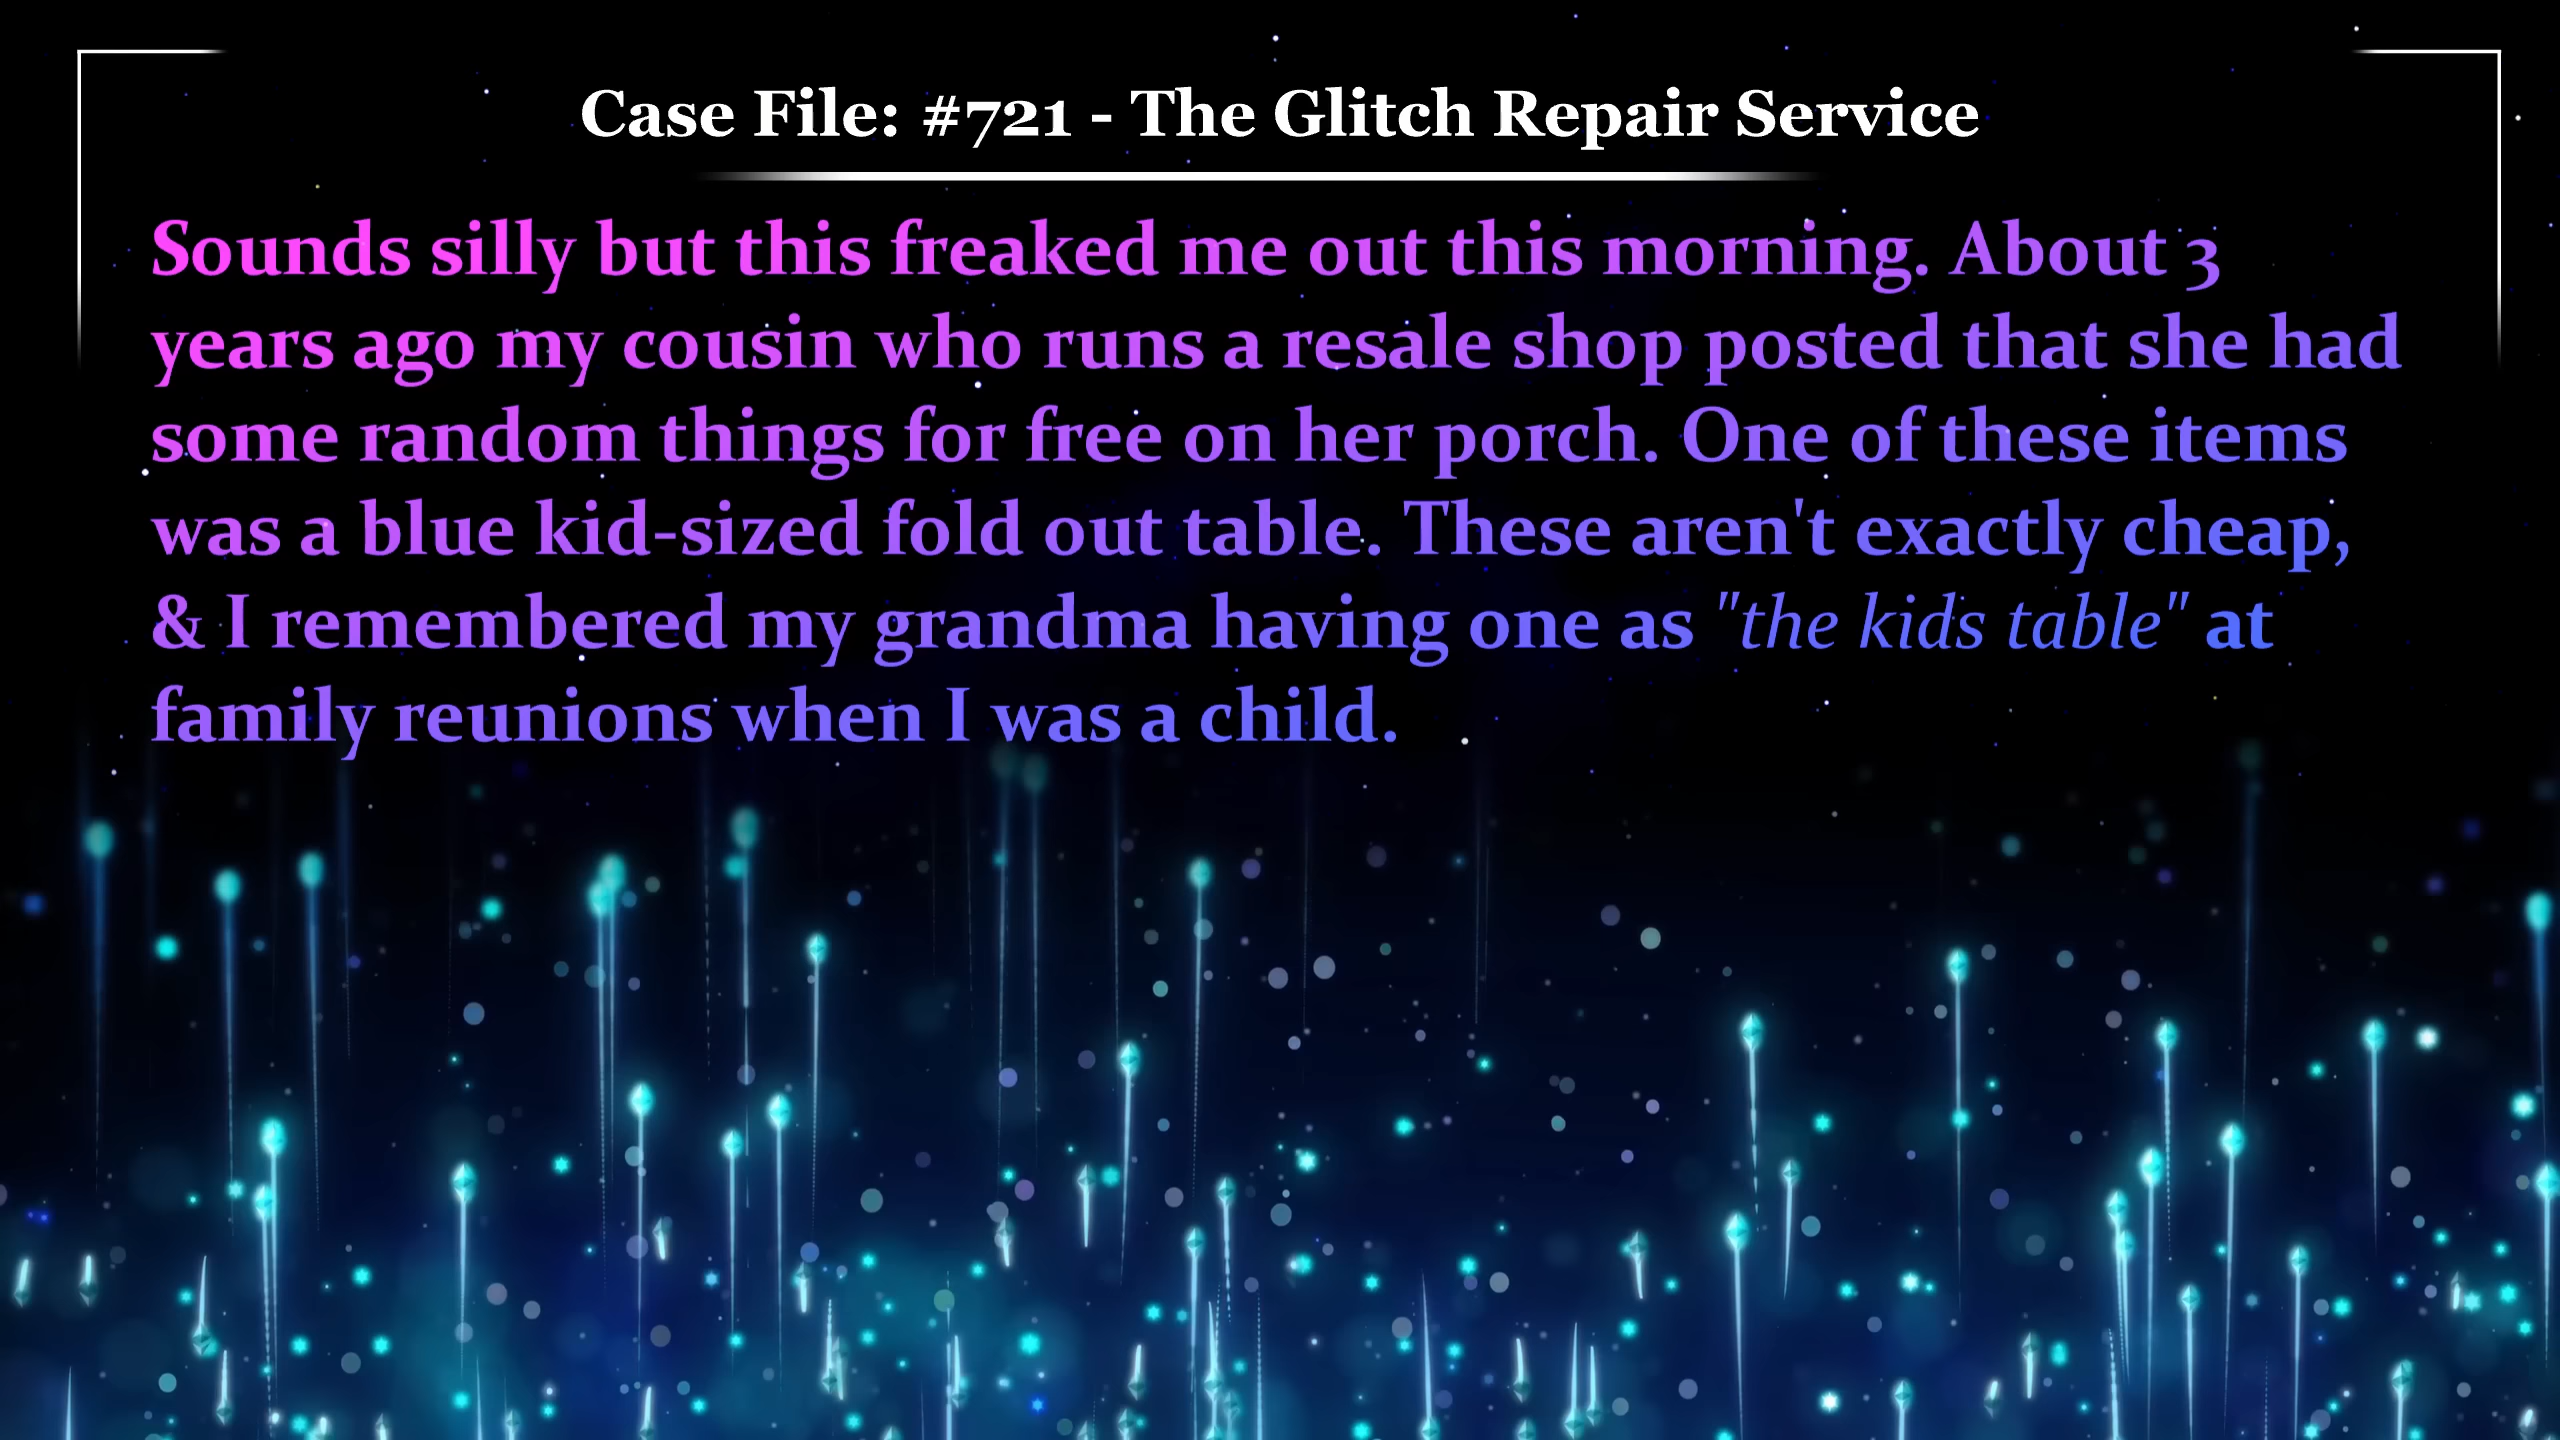 Case File: #721 - The Glitch Repair Service
Sounds silly but this freaked me out this morning. About 3
years ago my cousin who runs a resale shop posted that she had
some random things for free on her porch. One of these items
was a blue kid-sized fold out table. These aren't exactly cheap,
& I remembered my grandma having one as "the kids table" at
family reunions when I was a child.